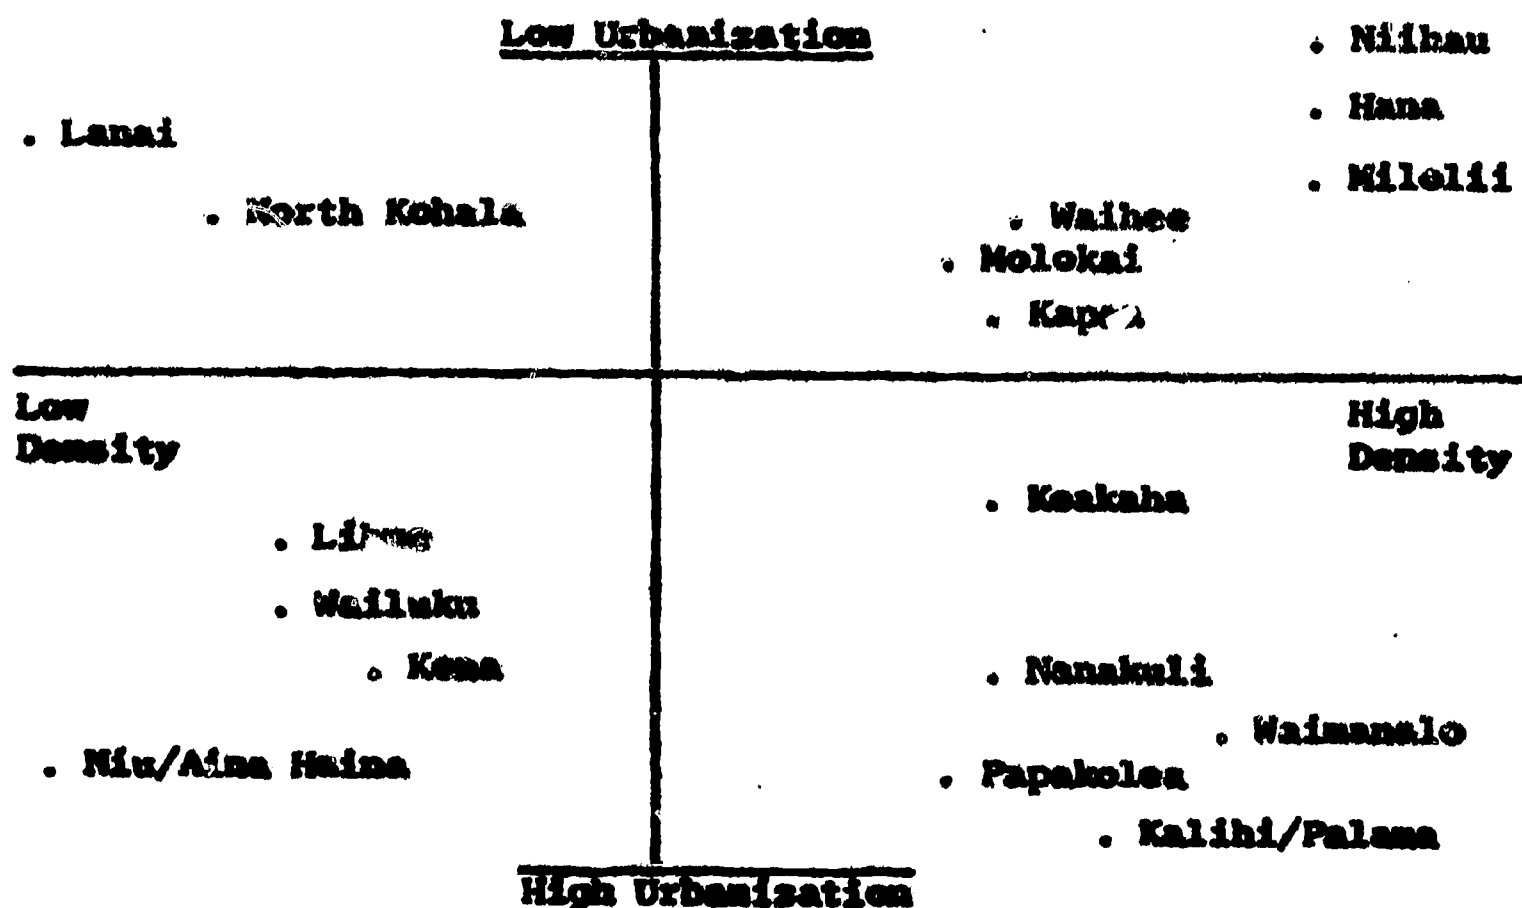 Low Urbanization
. Niihau
. Hana
. Lanai
. Milolii
. North Kohala
. Waihee
. Molokai
Low Density
High Density
. Keakaha
. Wailuku
. Kona
. Nanakuli
. Waimanalo
. Niu/Aina Haina
. Papakolea
. Kalihi/Palama
High Urbanization